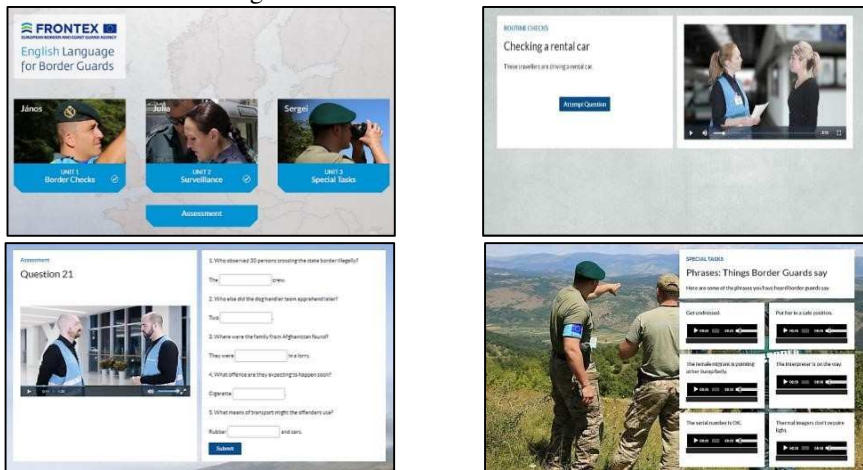 FRONTEX
EUROPEAN BORDER AND COAST GUARD AGENCY
English Language
for Border Guards
János
Julia
Sergei
UNIT 1
Border Checks
UNIT 2
Surveillance
UNIT 3
Special Tasks
Assessment
ROUTINE CHECKS
Checking a rental car
These travellers are driving a rental car.
Attempt Question
Assessment
Question 21
1. Who observed 30 persons crossing the state border illegally?
The
crew.
2. Who else did the dog handler team apprehend later?
Two
3. Where were the family from Afghanistan found?
They were
in a lorry.
4. What offence are they expecting to happen soon?
Cigarette
5. What means of transport might the offenders use?
Rubber
and cars.
Submit
SPECIAL TASKS
Phrases: Things Border Guards say
Here are some of the phrases you have heard border guards say.
Get undressed.
Put her in a safe position.
The female migrant is
The interpreter is on the way.
The serial number is OK.
Thermal imagers don't require
light.